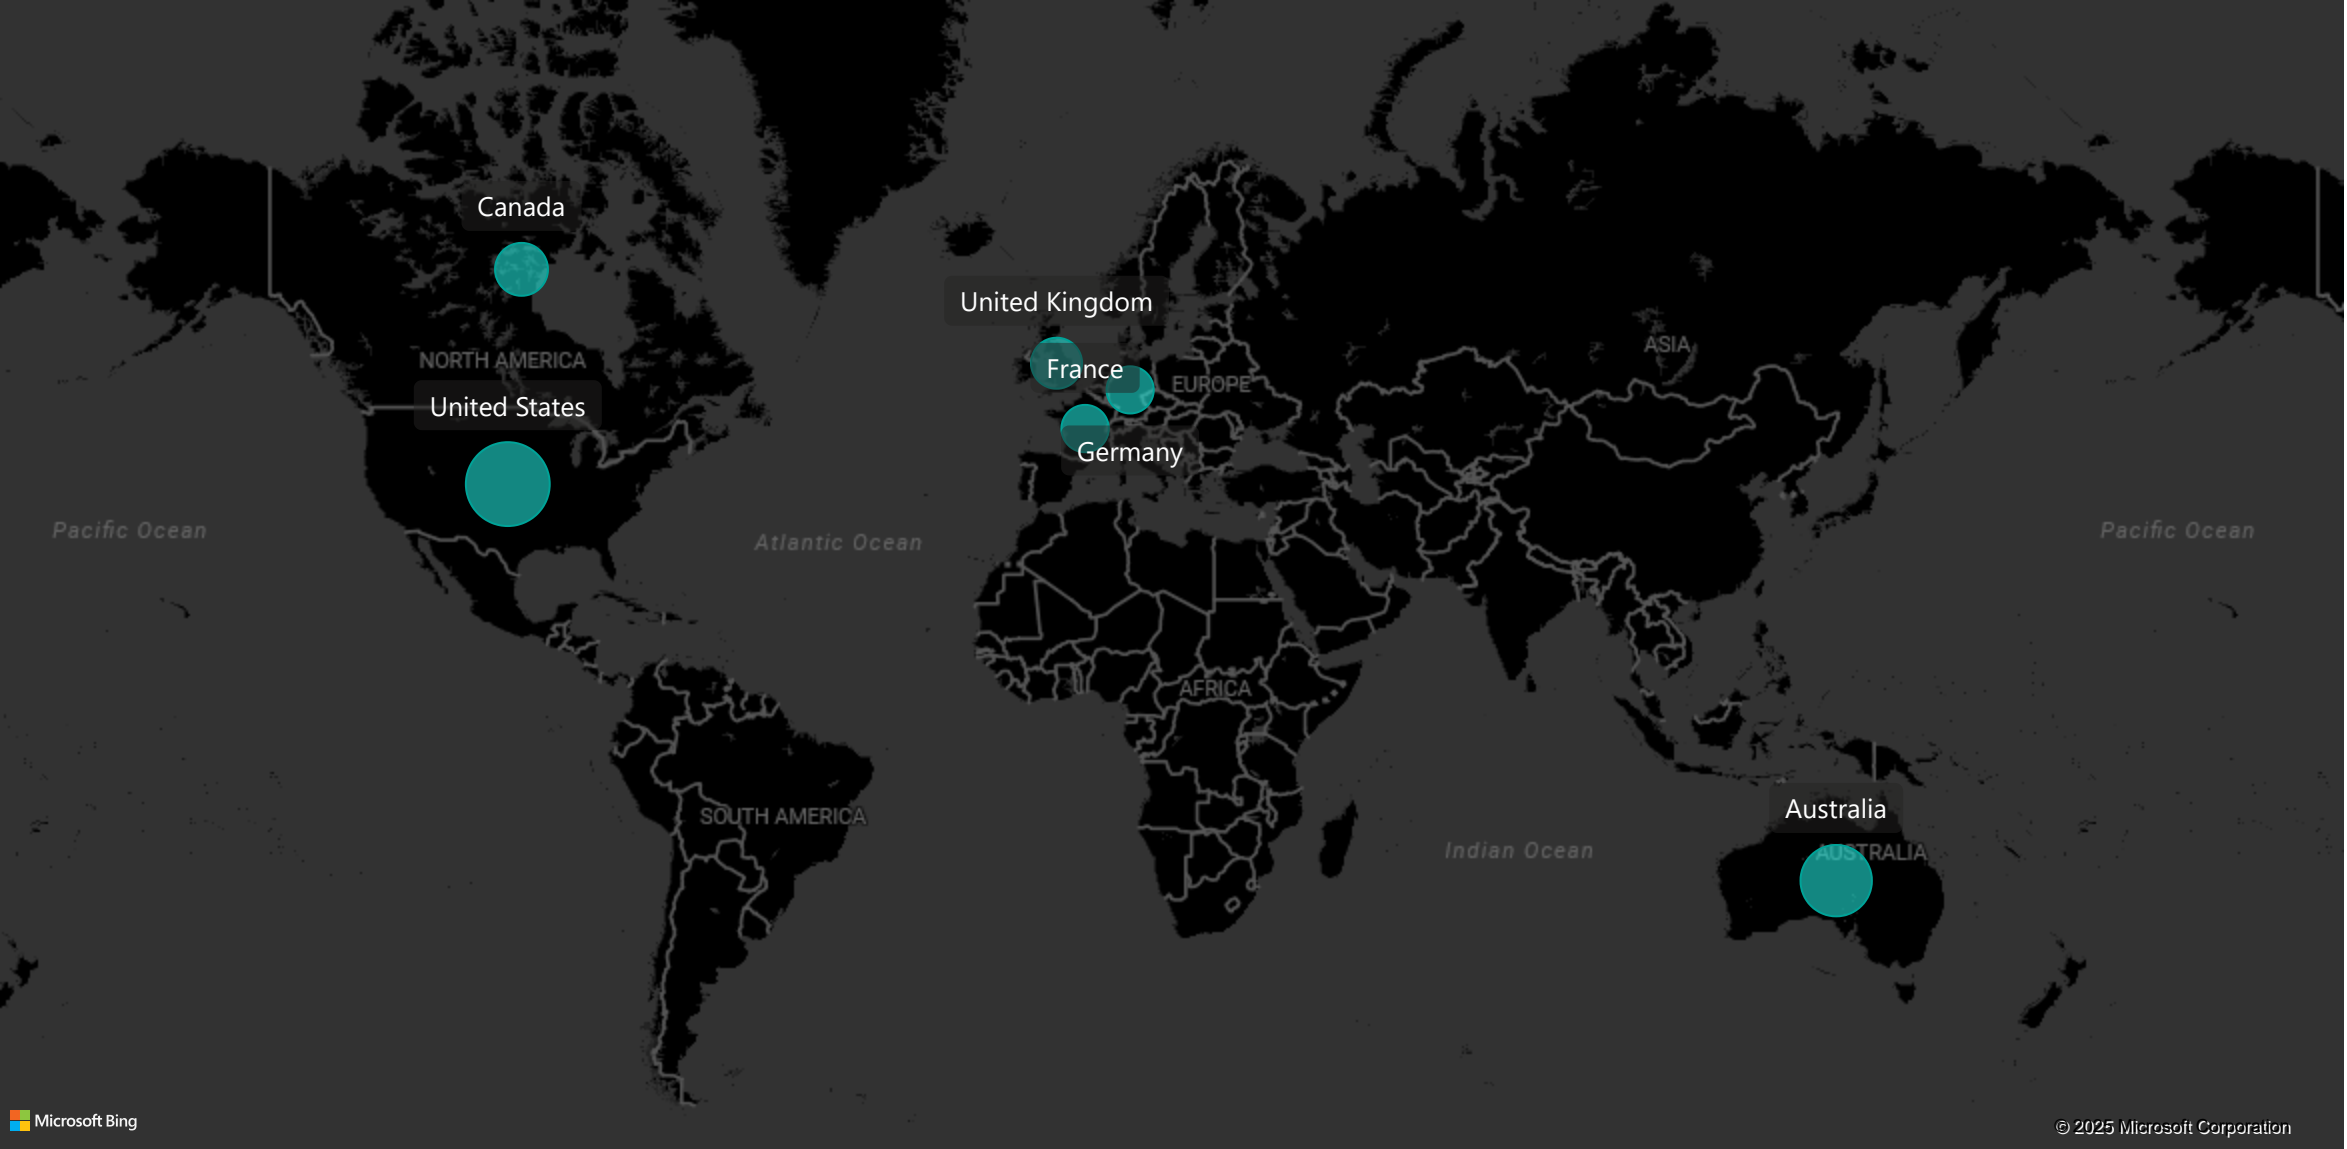 Canada
United Kingdom
NORTH AMERICA
ASIA
France
EUROPE
United States
Germany
Pacific Ocean
Atlantic Ocean
Pacific Ocean
AFRICA
SOUTH AMERICA
Australia
Indian Ocean
AUSTRALIA
Microsoft Bing
© 2025 Microsoft Corporation